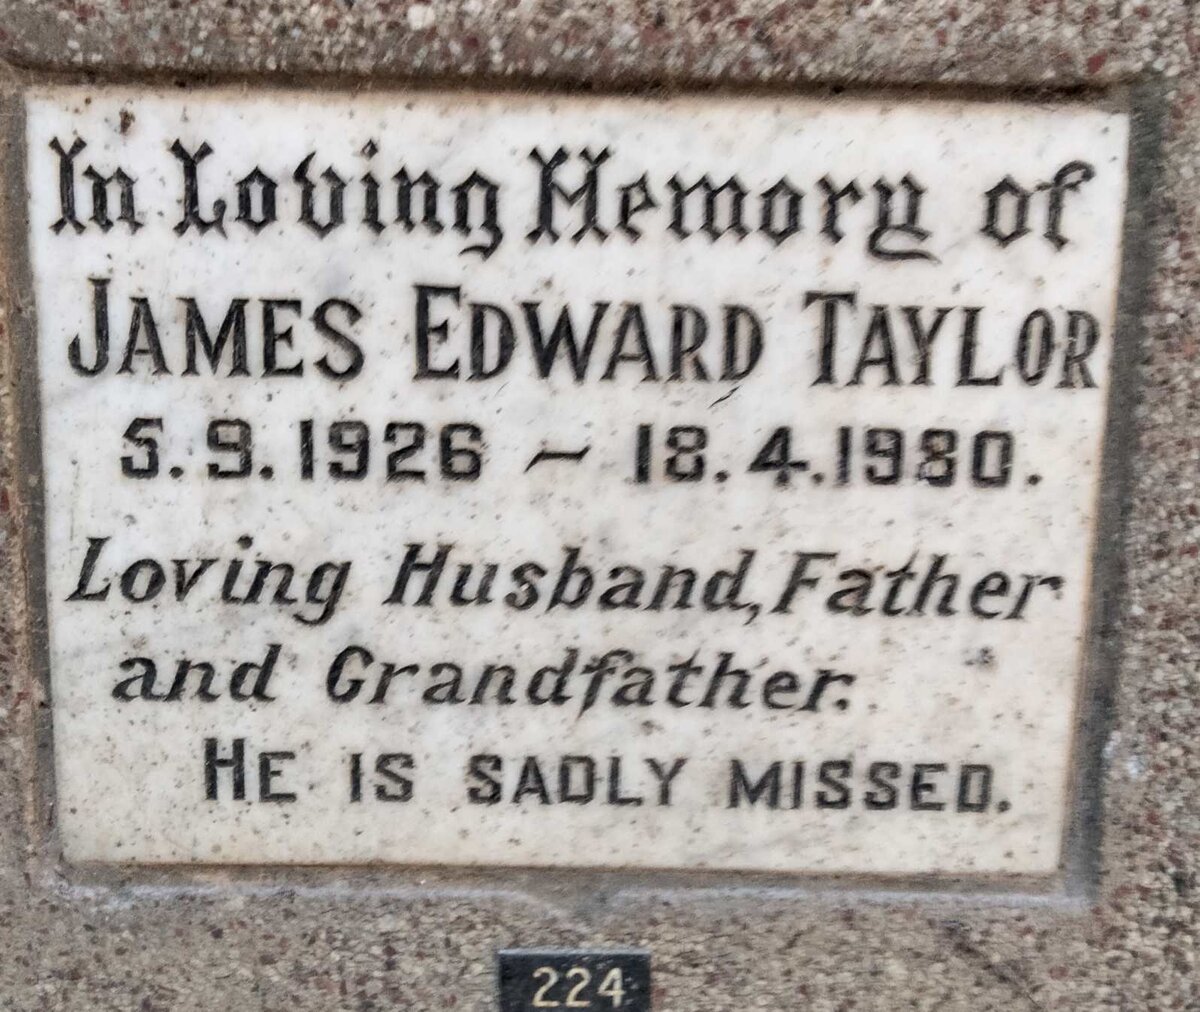 In Loving Memory of
JAMES EDWARD TAYLOR
5.9.1926 ~ 18.4.1980.
Loving Husband, Father
and Grandfather.
HE IS SADLY MISSED.
224